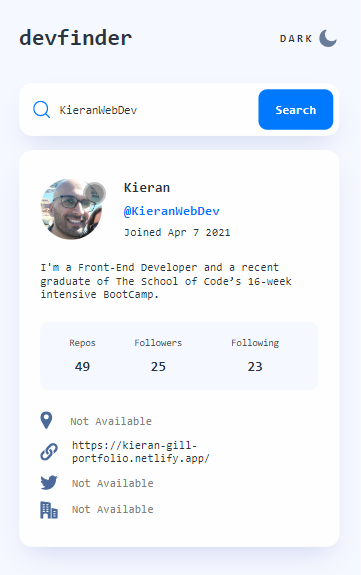 devfinder
DARK
KieranWebDev
Search
Kieran
@KieranWebDev
Joined Apr 7 2021
I'm a Front-End Developer and a recent
graduate of The School of Code’s 16-week
intensive BootCamp.
Repos Followers Following
49 25 23
Not Available
https://kieran-gill-
portfolio.netlify.app/
Not Available
Not Available